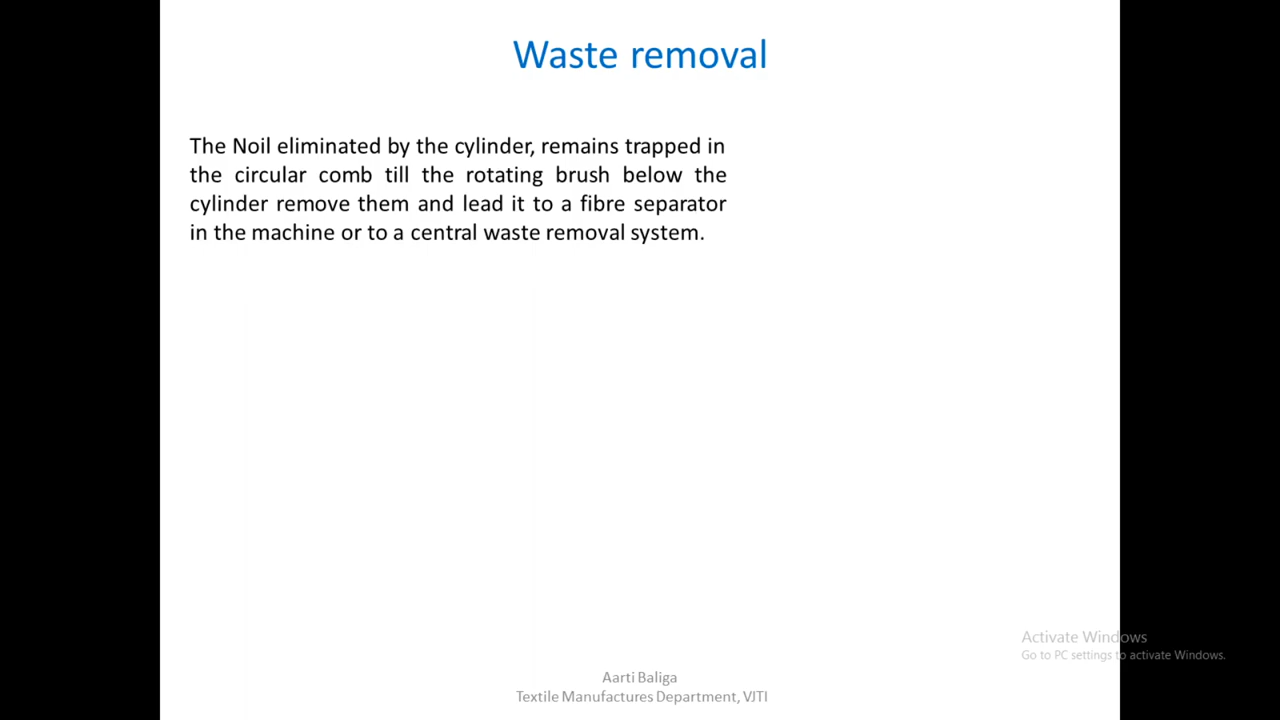 Waste removal
The Noil eliminated by the cylinder, remains trapped in
the circular comb till the rotating brush below the
cylinder remove them and lead it to a fibre separator
in the machine or to a central waste removal system.
Activate Windows
Go to PC settings to activate Windows.
Aarti Baliga
Textile Manufactures Department, VJTI